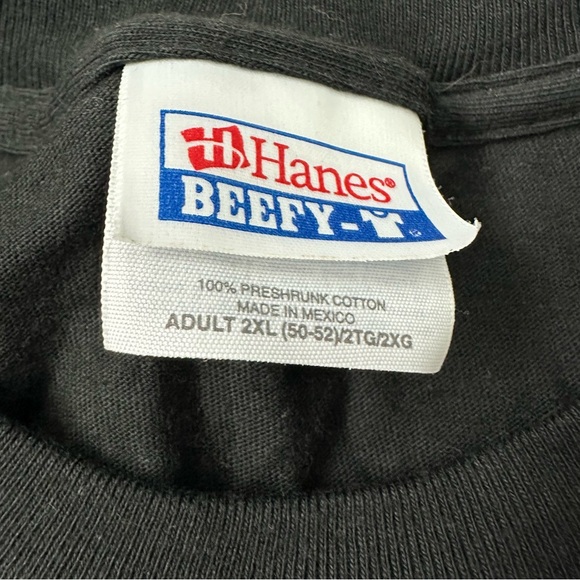 Hanes®
BEEFY-T
100% PRESHRUNK COTTON
MADE IN MEXICO
ADULT 2XL (50-52)/2TG/2XG